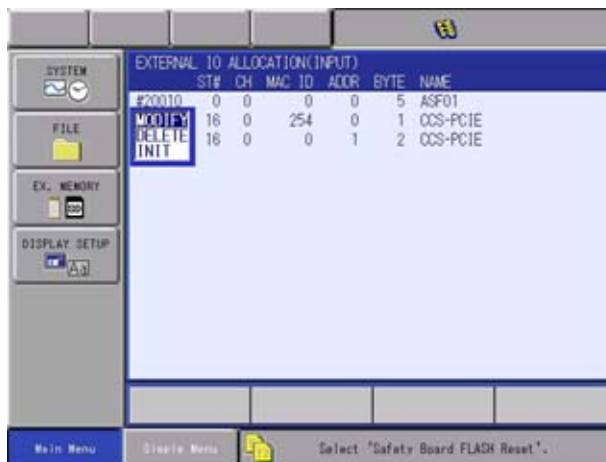 SYSTEM
FILE
EX. MEMORY
DISPLAY SETUP
EXTERNAL IO ALLOCATION(INPUT)
ST# CH MAC ID ADDR BYTE NAME
#20010 0 0 0 0 5 ASF01
MODIFY 16 0 254 0 1 CCS-PCIE
DELETE 16 0 0 1 2 CCS-PCIE
INIT
Main Menu Simple Menu Select "Safety Board FLASH Reset".